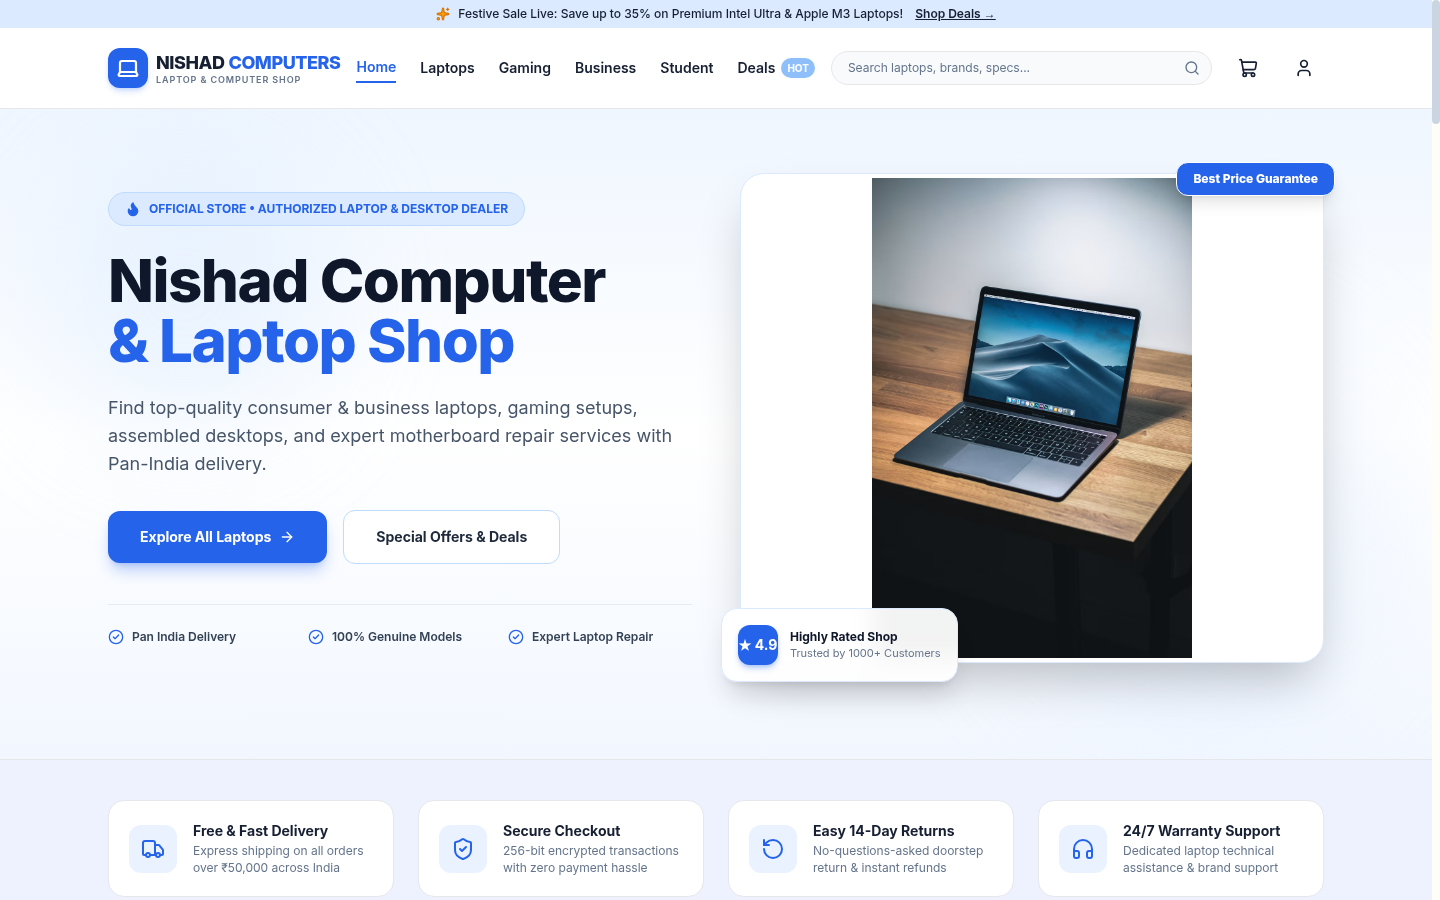 Festive Sale Live: Save up to 35% on Premium Intel Ultra & Apple M3 Laptops! Shop Deals →
NISHAD COMPUTERS
LAPTOP & COMPUTER SHOP
Home Laptops Gaming Business Student Deals HOT
Search laptops, brands, specs...
OFFICIAL STORE • AUTHORIZED LAPTOP & DESKTOP DEALER
Nishad Computer
& Laptop Shop
Find top-quality consumer & business laptops, gaming setups,
assembled desktops, and expert motherboard repair services with
Pan-India delivery.
Explore All Laptops →
Special Offers & Deals
Pan India Delivery
100% Genuine Models
Expert Laptop Repair
Best Price Guarantee
★ 4.9
Highly Rated Shop
Trusted by 1000+ Customers
Free & Fast Delivery
Express shipping on all orders
over ₹50,000 across India
Secure Checkout
256-bit encrypted transactions
with zero payment hassle
Easy 14-Day Returns
No-questions-asked doorstep
return & instant refunds
24/7 Warranty Support
Dedicated laptop technical
assistance & brand support